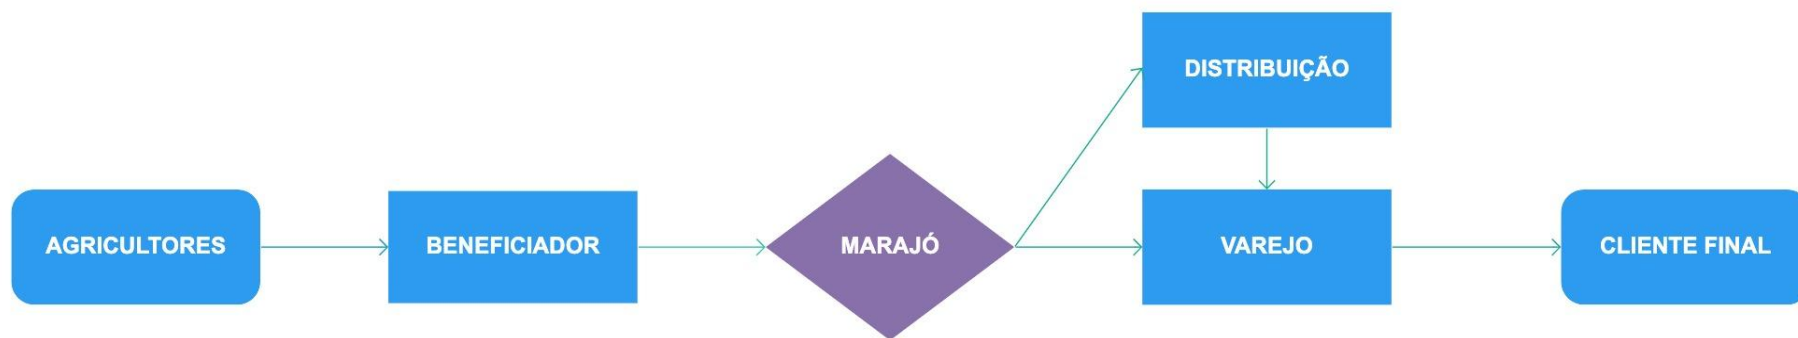 DISTRIBUIÇÃO
AGRICULTORES
BENEFICIADOR
MARAJÓ
VAREJO
CLIENTE FINAL